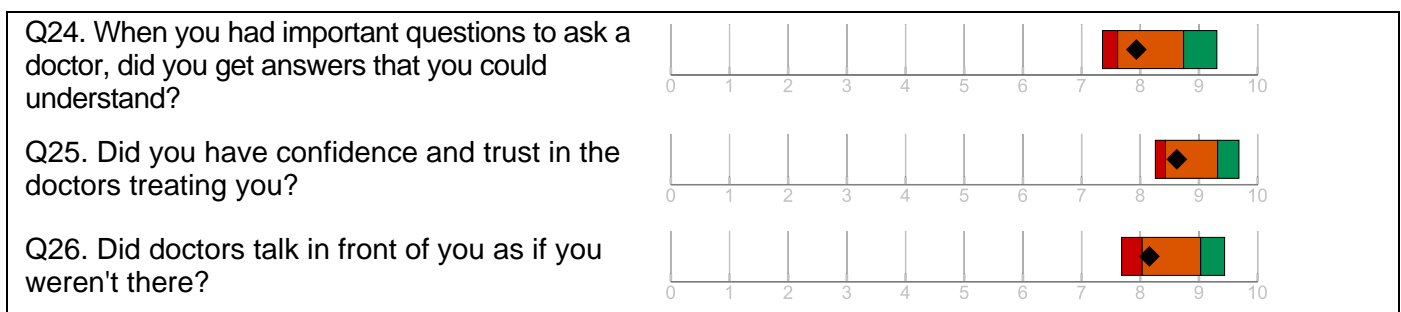 Q24. When you had important questions to ask a
doctor, did you get answers that you could
understand?
0 1 2 3 4 5 6 7 8 9 10
Q25. Did you have confidence and trust in the
doctors treating you?
0 1 2 3 4 5 6 7 8 9 10
Q26. Did doctors talk in front of you as if you
weren't there?
0 1 2 3 4 5 6 7 8 9 10